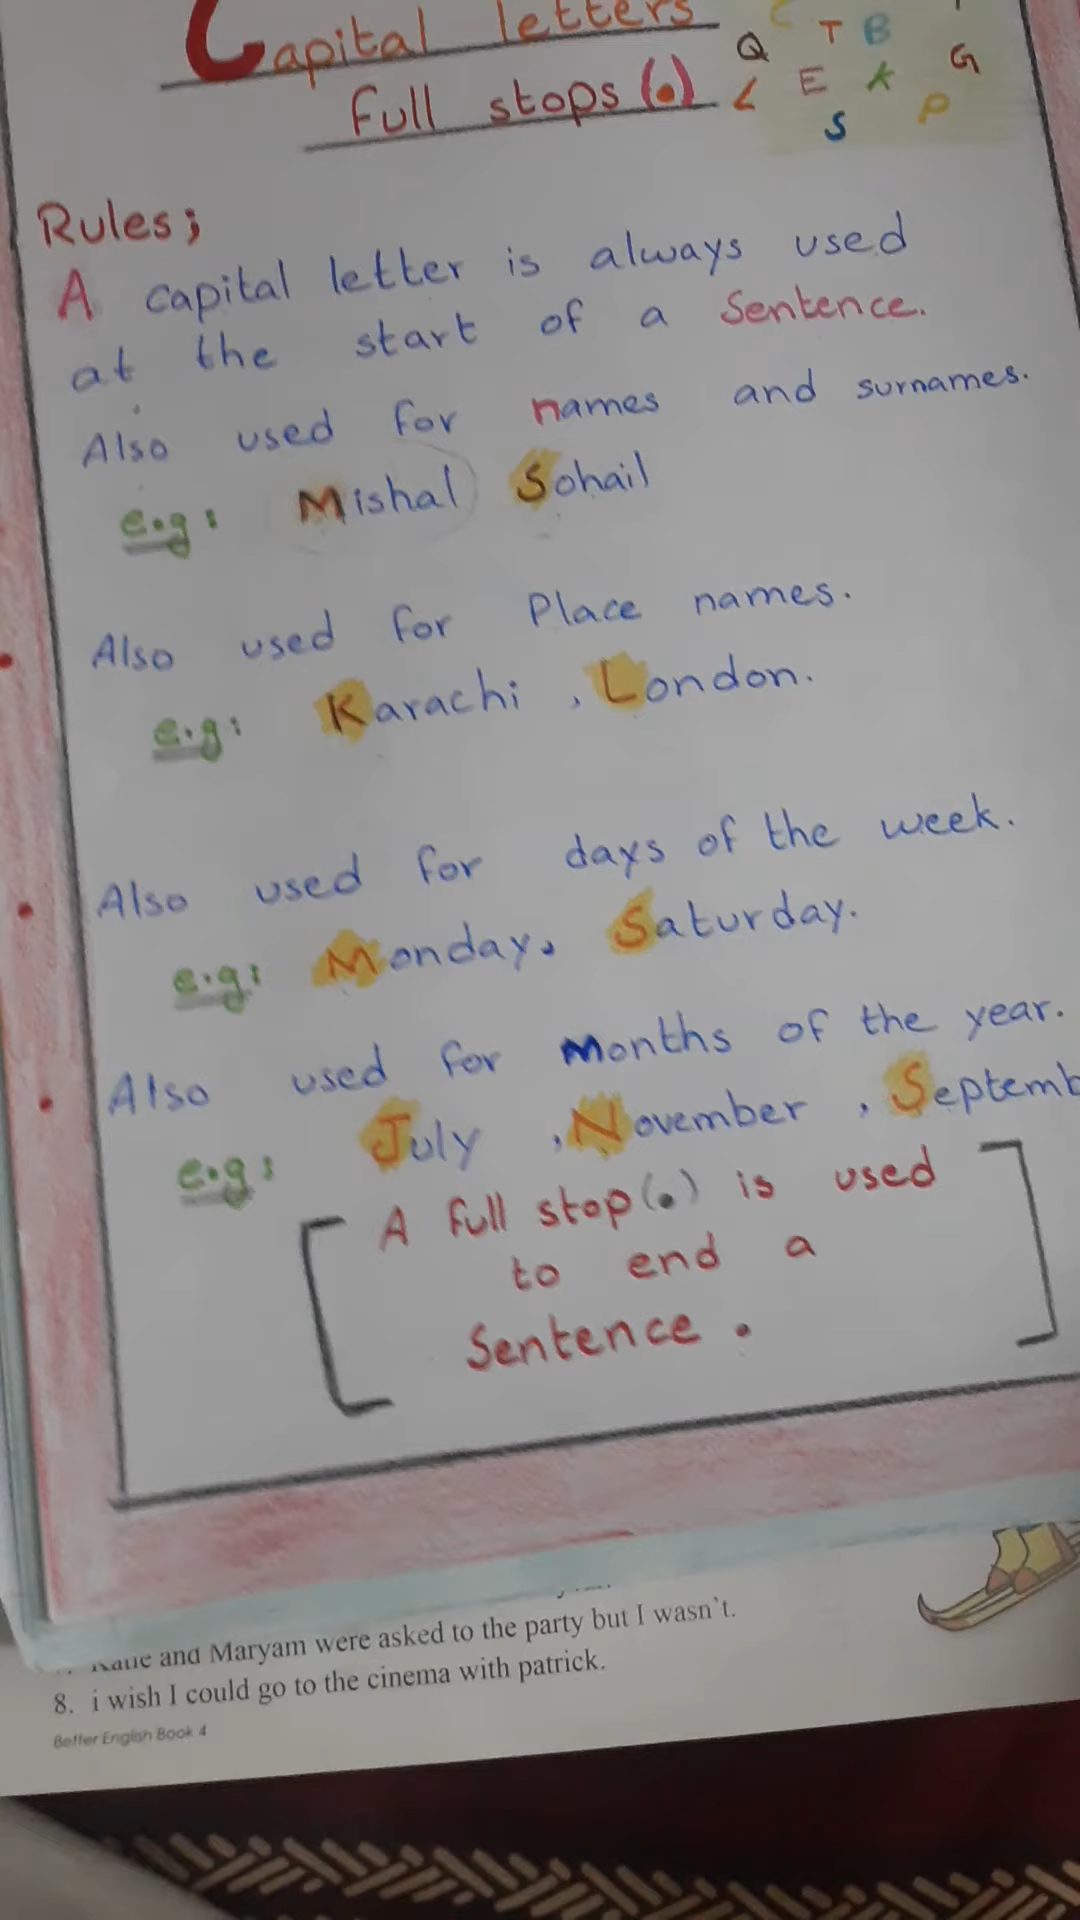 Capital letters
Q T B G
full stops (.)
L E K P
S
Rules;
A capital letter is always used
at the start of a Sentence.
Also used for names and surnames.
e.g: Mishal Sohail
Also used for Place names.
e.g: Karachi , London.
Also used for days of the week.
e.g: Monday, Saturday.
Also used for Months of the year.
e.g: July , November , Septemb
A full stop (.) is used
to end a
Sentence .
and Maryam were asked to the party but I wasn't.
8. i wish I could go to the cinema with patrick.
Better English Book 4